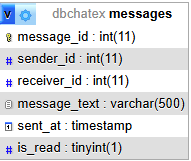 v dbchatex messages
message_id : int(11)
# sender_id : int(11)
# receiver_id : int(11)
message_text : varchar(500)
sent_at : timestamp
# is_read : tinyint(1)